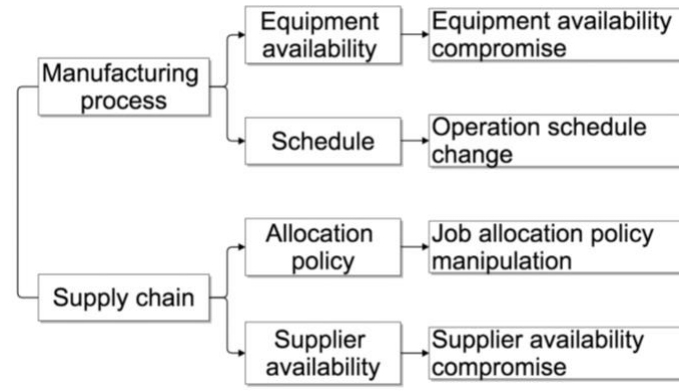 Manufacturing
process
Equipment
availability
Equipment availability
compromise
Schedule
Operation schedule
change
Supply chain
Allocation
policy
Job allocation policy
manipulation
Supplier
availability
Supplier availability
compromise